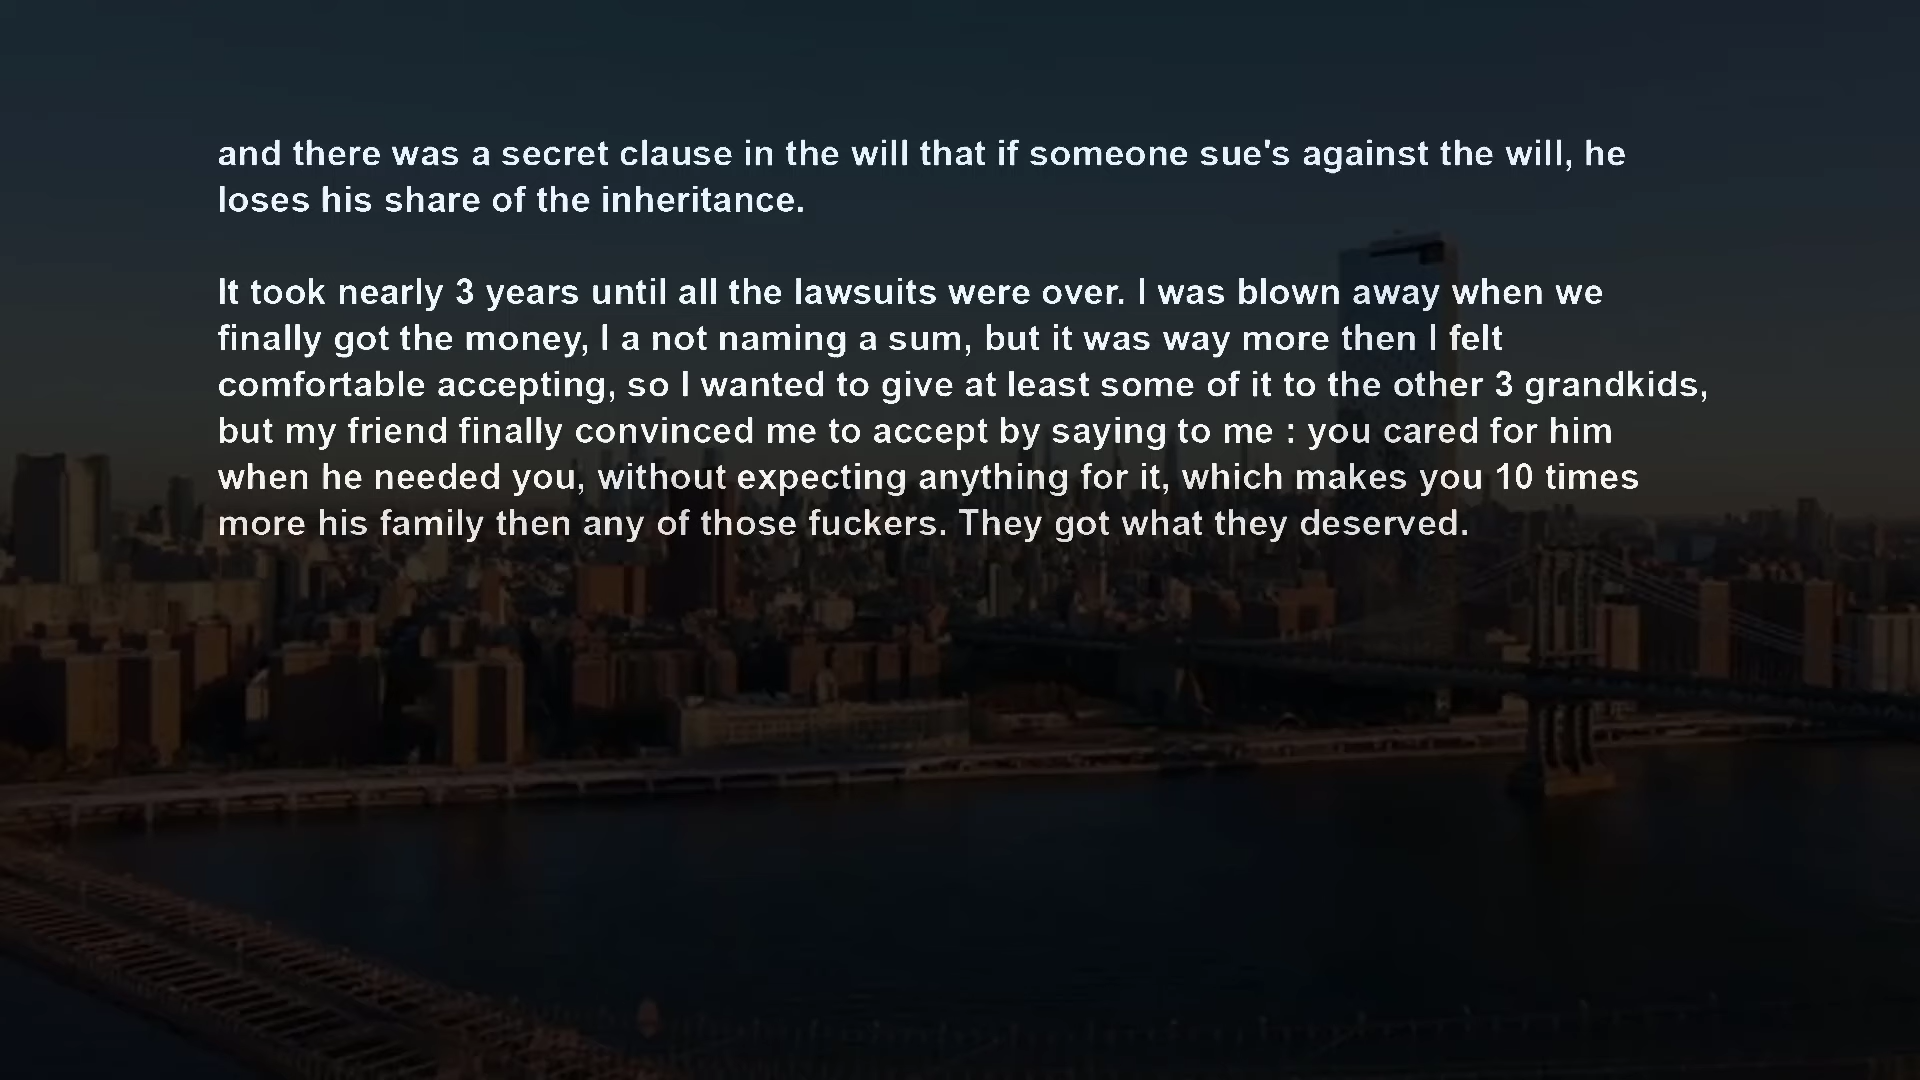 and there was a secret clause in the will that if someone sue's against the will, he
loses his share of the inheritance.
It took nearly 3 years until all the lawsuits were over. I was blown away when we
finally got the money, I a not naming a sum, but it was way more then I felt
comfortable accepting, so I wanted to give at least some of it to the other 3 grandkids,
but my friend finally convinced me to accept by saying to me : you cared for him
when he needed you, without expecting anything for it, which makes you 10 times
more his family then any of those fuckers. They got what they deserved.